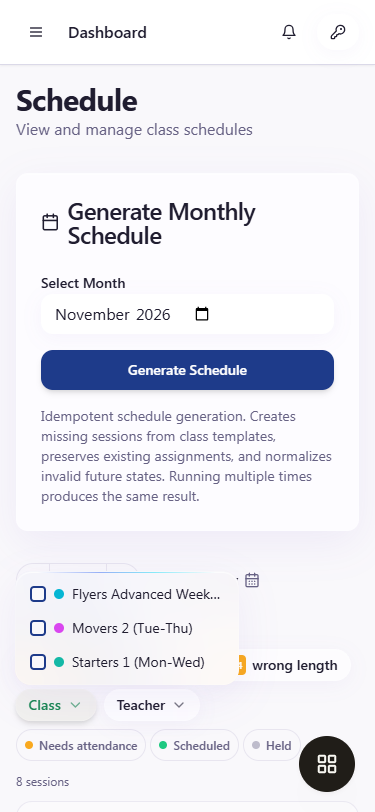 Dashboard
Schedule
View and manage class schedules
Generate Monthly
Schedule
Select Month
November 2026
Generate Schedule
Idempotent schedule generation. Creates
missing sessions from class templates,
preserves existing assignments, and normalizes
invalid future states. Running multiple times
produces the same result.
Flyers Advanced Week...
Movers 2 (Tue-Thu)
Starters 1 (Mon-Wed)
wrong length
Class
Teacher
Needs attendance
Scheduled
Held
8 sessions